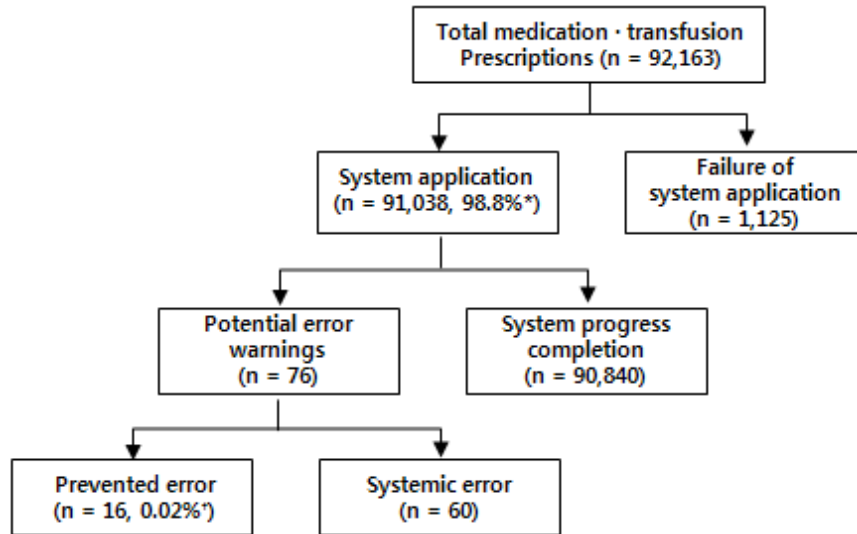 Total medication · transfusion
Prescriptions (n = 92,163)
System application
(n = 91,038, 98.8%*)
Failure of
system application
(n = 1,125)
Potential error
warnings
(n = 76)
System progress
completion
(n = 90,840)
Prevented error
(n = 16, 0.02%⁺)
Systemic error
(n = 60)